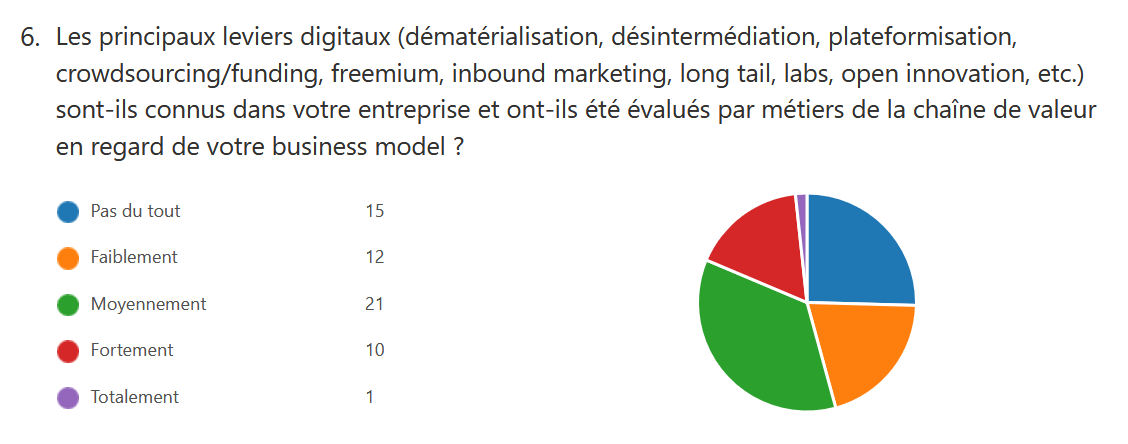 6. Les principaux leviers digitaux (dématérialisation, désintermédiation, plateformisation,
crowdsourcing/funding, freemium, inbound marketing, long tail, labs, open innovation, etc.)
sont-ils connus dans votre entreprise et ont-ils été évalués par métiers de la chaîne de valeur
en regard de votre business model ?
Pas du tout 15
Faiblement 12
Moyennement 21
Fortement 10
Totalement 1